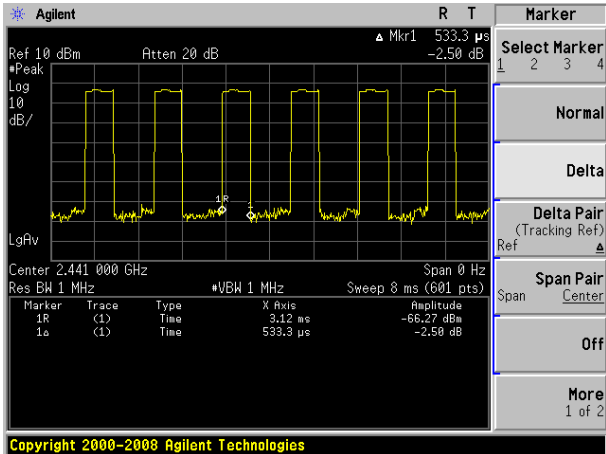 Agilent R T Marker
Δ Mkr1 533.3 µs
Ref 10 dBm Atten 20 dB -2.50 dB
#Peak
Log
10
dB/
1R
1
LgAv
Center 2.441 000 GHz Span 0 Hz
Res BW 1 MHz #VBW 1 MHz Sweep 8 ms (601 pts)
Marker Trace Type X Axis Amplitude
1R (1) Time 3.12 ms -66.27 dBm
1Δ (1) Time 533.3 µs -2.50 dB
Select Marker
1 2 3 4
Normal
Delta
Delta Pair
(Tracking Ref)
Ref Δ
Span Pair
Span Center
Off
More
1 of 2
Copyright 2000-2008 Agilent Technologies